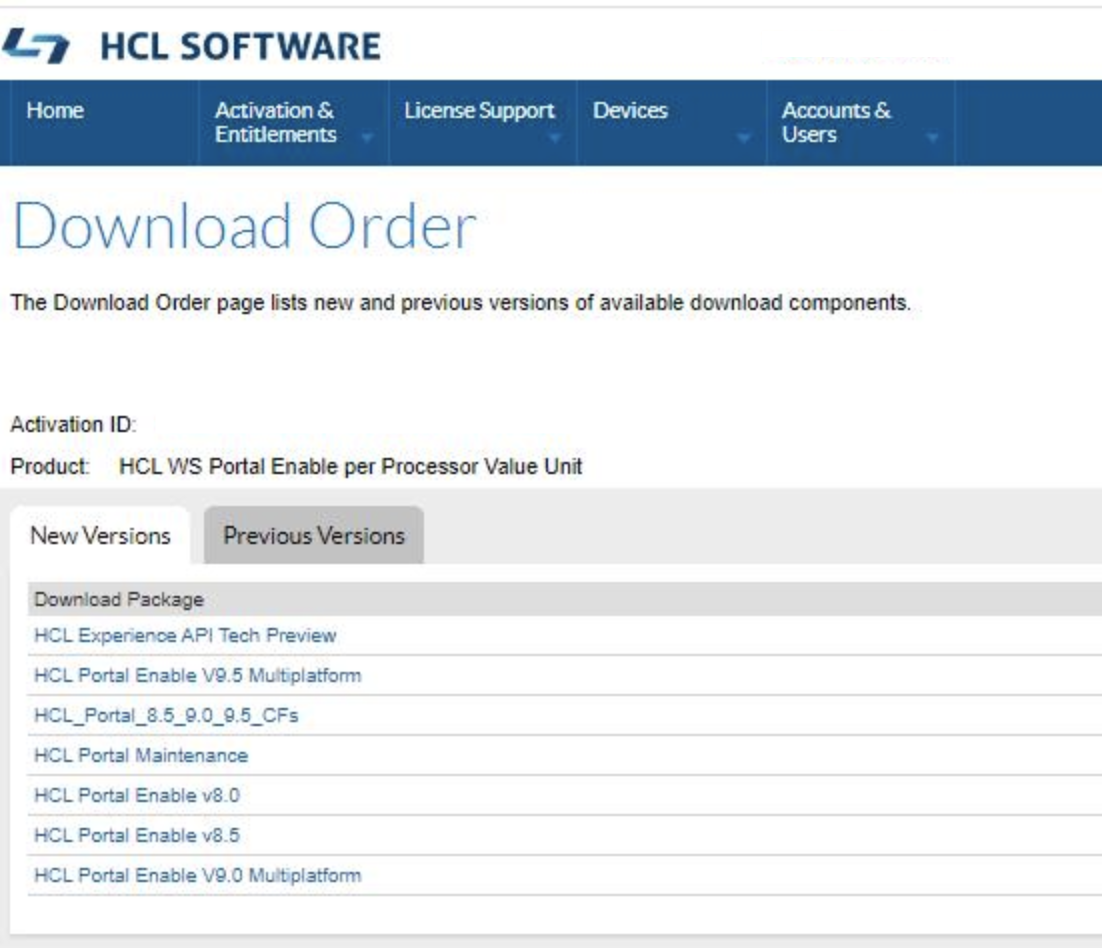 HCL SOFTWARE
Home
Activation &
Entitlements
License Support
Devices
Accounts &
Users
Download Order
The Download Order page lists new and previous versions of available download components.
Activation ID:
Product: HCL WS Portal Enable per Processor Value Unit
New Versions
Previous Versions
Download Package
HCL Experience API Tech Preview
HCL Portal Enable V9.5 Multiplatform
HCL_Portal_8.5_9.0_9.5_CFs
HCL Portal Maintenance
HCL Portal Enable v8.0
HCL Portal Enable v8.5
HCL Portal Enable V9.0 Multiplatform